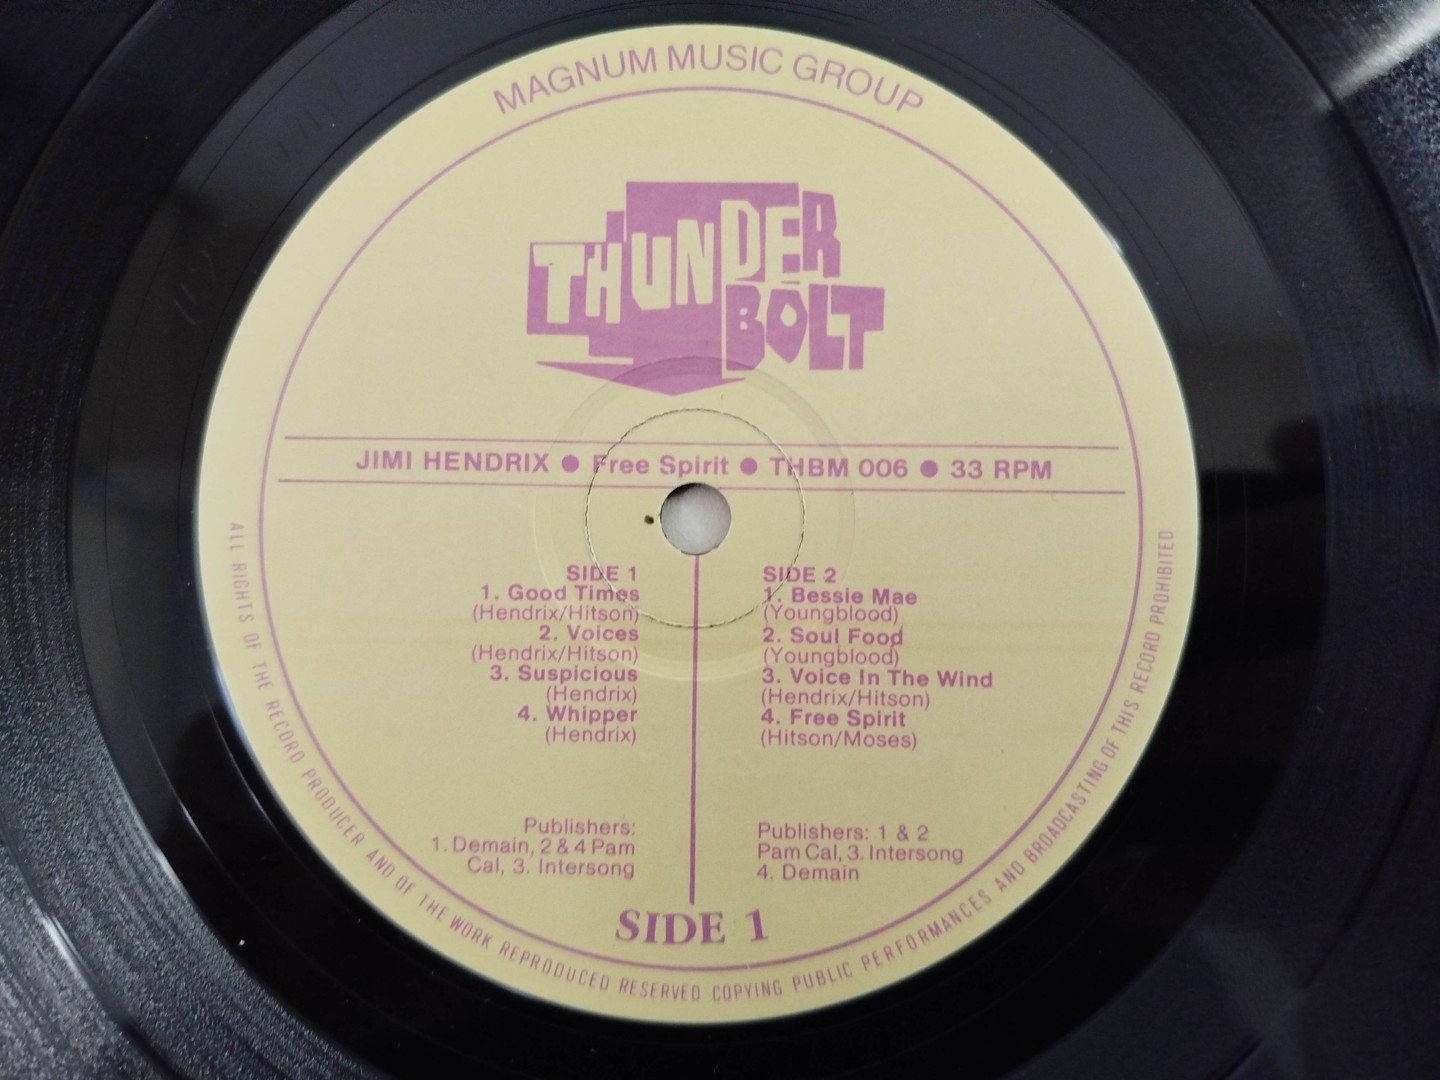 MAGNUM MUSIC GROUP
THUNDER
BOLT
JIMI HENDRIX ● Free Spirit ● THBM 006 ● 33 RPM
SIDE 1
1. Good Times
(Hendrix/Hitson)
2. Voices
(Hendrix/Hitson)
3. Suspicious
(Hendrix)
4. Whipper
(Hendrix)
Publishers:
1. Demain, 2 & 4 Pam
Cal, 3. Intersong
SIDE 2
1. Bessie Mae
(Youngblood)
2. Soul Food
(Youngblood)
3. Voice In The Wind
(Hendrix/Hitson)
4. Free Spirit
(Hitson/Moses)
Publishers: 1 & 2
Pam Cal, 3. Intersong
4. Demain
SIDE 1
ALL RIGHTS OF THE RECORD PRODUCER AND OF THE WORK REPRODUCED RESERVED COPYING PUBLIC PERFORMANCES AND BROADCASTING OF THIS RECORD PROHIBITED